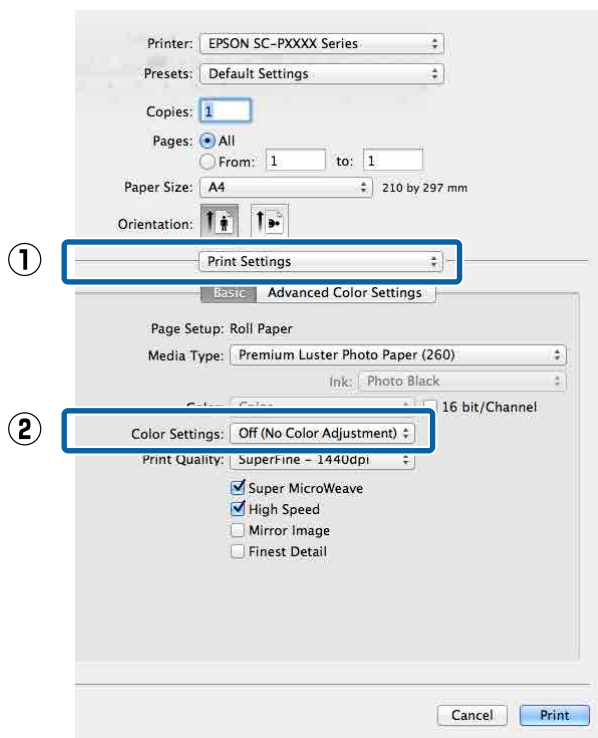 Printer: EPSON SC-PXXXX Series
Presets: Default Settings
Copies: 1
Pages: All
From: 1 to: 1
Paper Size: A4 210 by 297 mm
Orientation:
① Print Settings
Basic Advanced Color Settings
Page Setup: Roll Paper
Media Type: Premium Luster Photo Paper (260)
Ink: Photo Black
Color: Color 16 bit/Channel
② Color Settings: Off (No Color Adjustment)
Print Quality: SuperFine - 1440dpi
Super MicroWeave
High Speed
Mirror Image
Finest Detail
Cancel Print